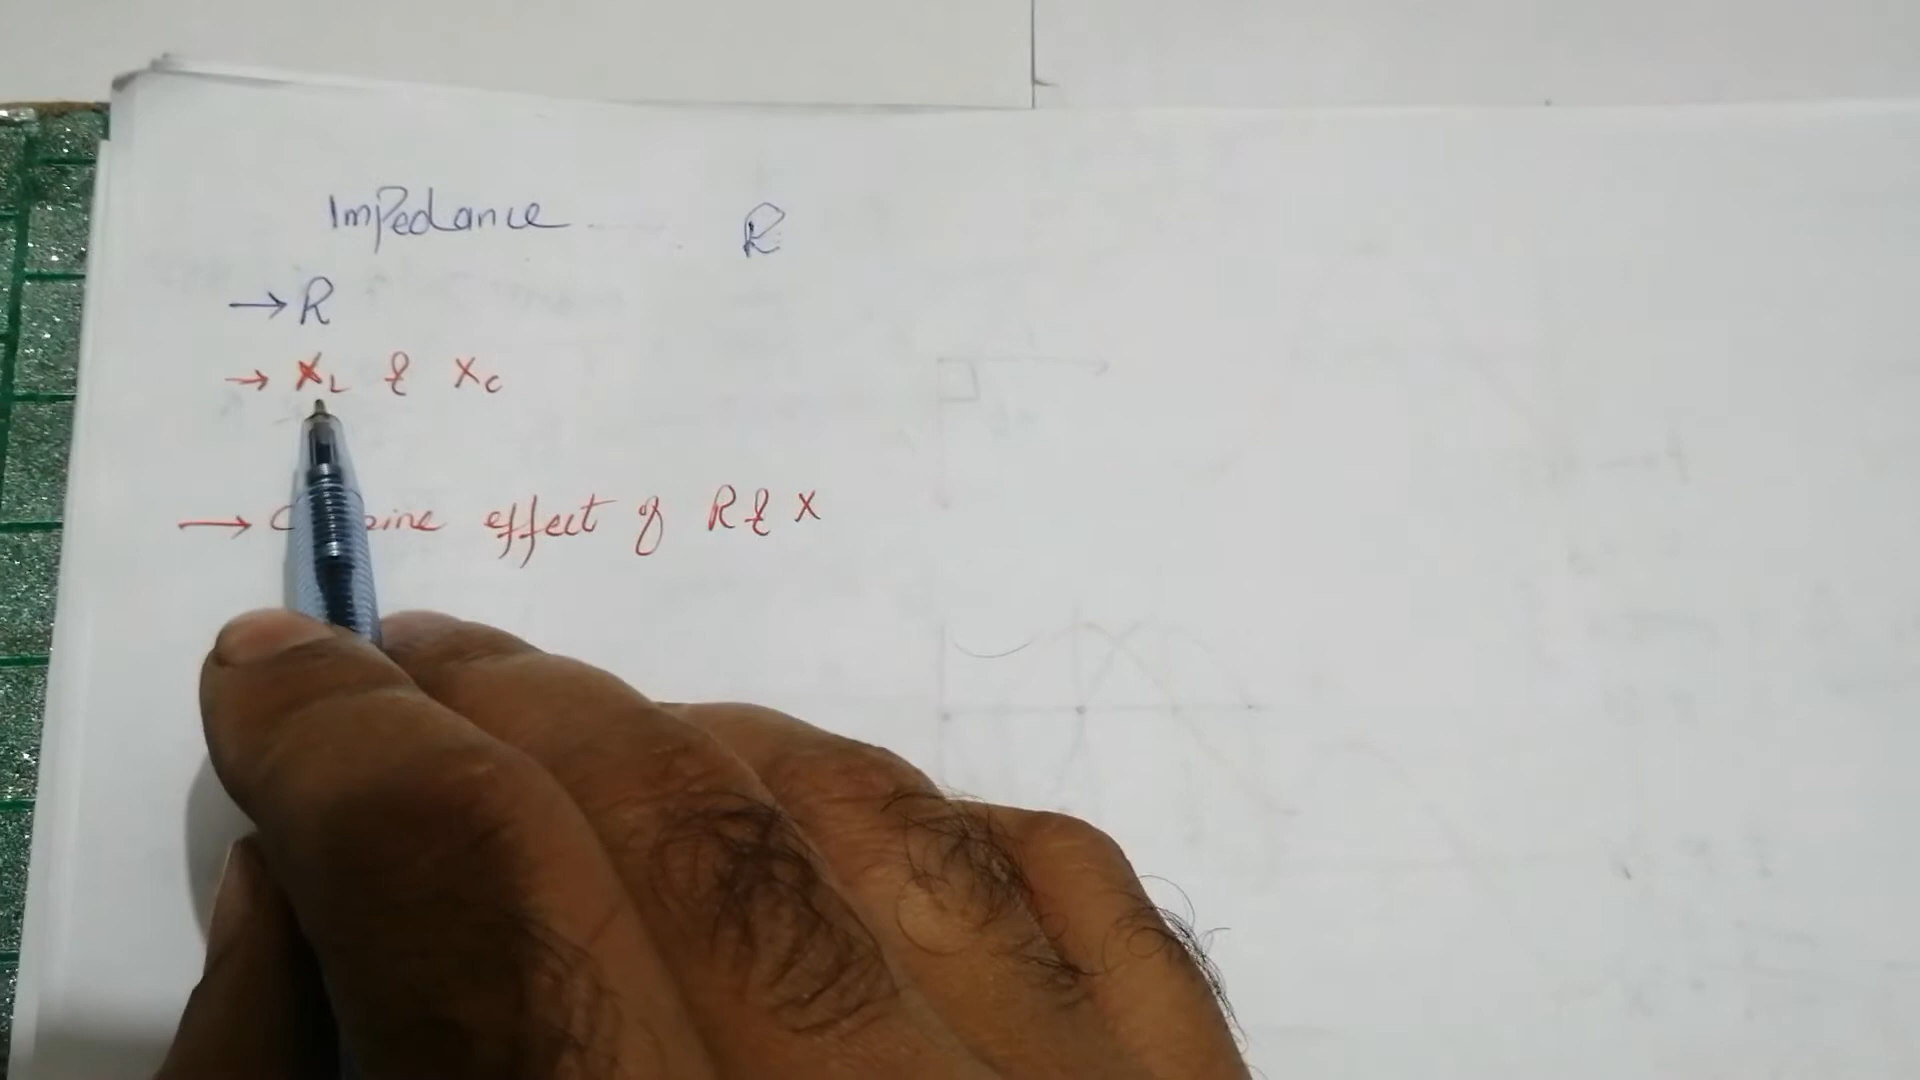 Impedance R
→ R
→ XL & Xc
→ effect of R & X